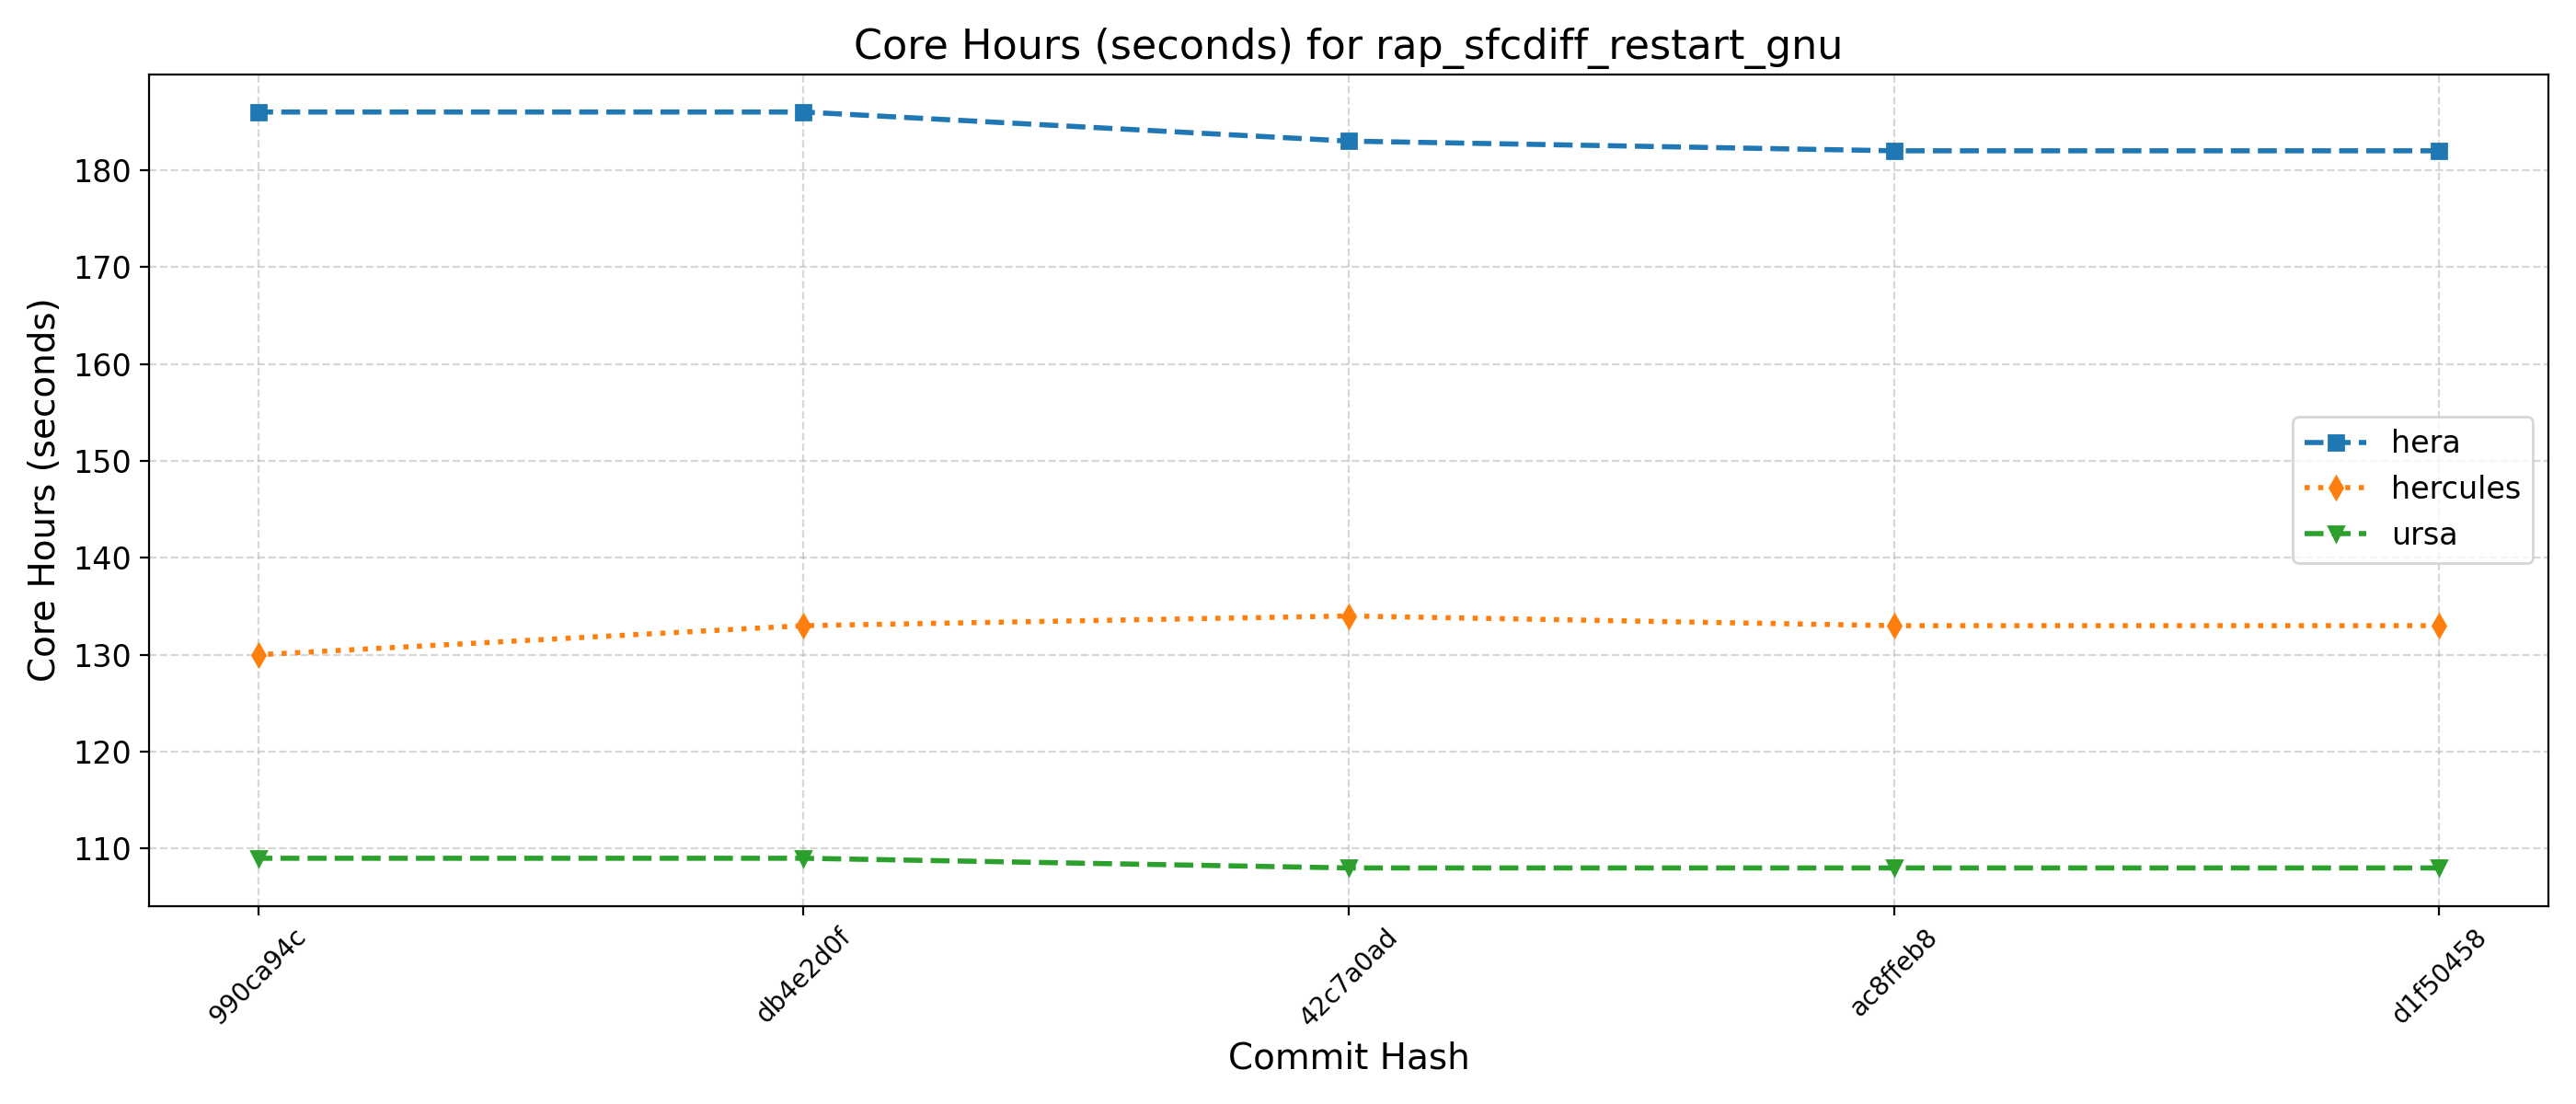 Core Hours (seconds) for rap_sfcdiff_restart_gnu
Core Hours (seconds)
180
170
160
150
140
130
120
110
hera
hercules
ursa
990ca94c
db4e2d0f
42c7a0ad
ac8ffeb8
d1f50458
Commit Hash